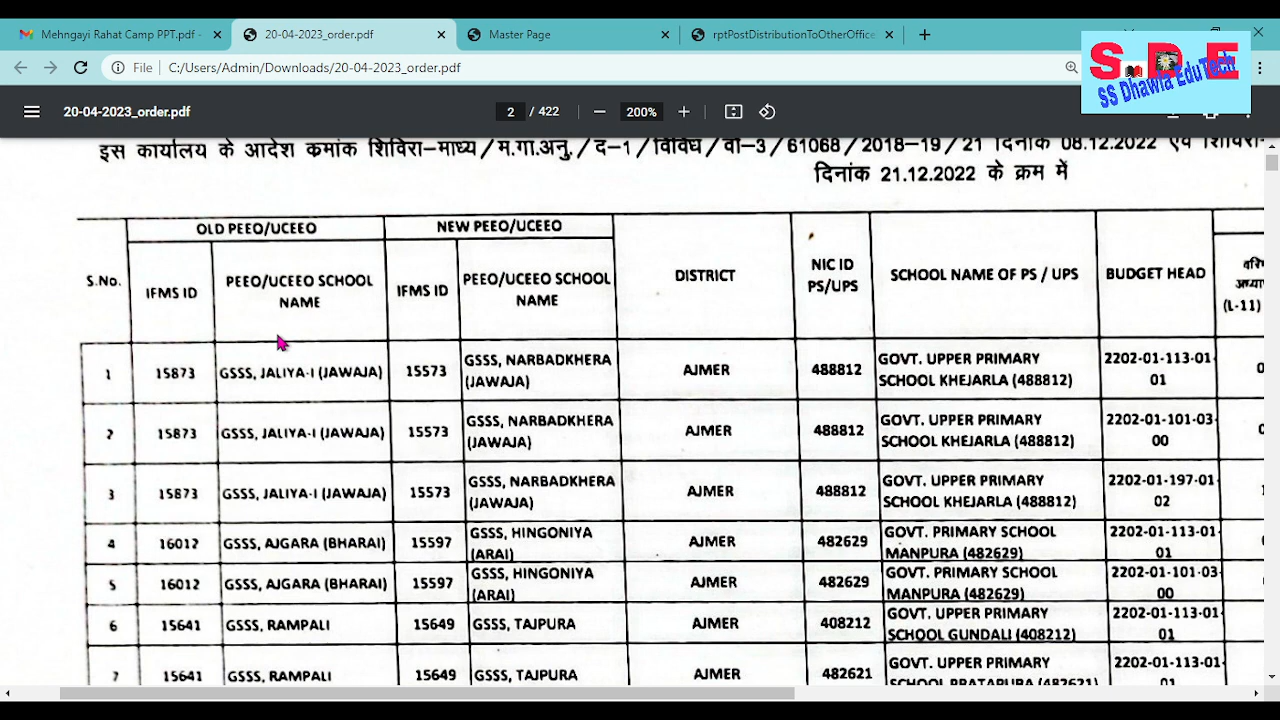 Mehngayi Rahat Camp PPT.pdf -
20-04-2023_order.pdf
Master Page
rptPostDistributionToOtherOffice
File
C:/Users/Admin/Downloads/20-04-2023_order.pdf
S D E
SS Dhawla EduTech
20-04-2023_order.pdf
2 / 422
200%
इस कार्यालय के आदेश क्रमांक शिविरा-माध्य/म.गा.अनु./द-1/विविध/वा-3/61068/2018-19/21 दिनांक 08.12.2022 एवं शिविरा-
दिनांक 21.12.2022 के क्रम में
S.No.
OLD PEEO/UCEEO
NEW PEEO/UCEEO
DISTRICT
NIC ID
PS/UPS
SCHOOL NAME OF PS / UPS
BUDGET HEAD
IFMS ID
PEEO/UCEEO SCHOOL
NAME
IFMS ID
PEEO/UCEEO SCHOOL
NAME
(L-11)
1 15873 GSSS, JALIYA-I (JAWAJA) 15573 GSSS, NARBADKHERA AJMER 488812 GOVT. UPPER PRIMARY 2202-01-113-01-
(JAWAJA) SCHOOL KHEJARLA (488812) 01
2 15873 GSSS, JALIYA-I (JAWAJA) 15573 GSSS, NARBADKHERA AJMER 488812 GOVT. UPPER PRIMARY 2202-01-101-03-
(JAWAJA) SCHOOL KHEJARLA (488812) 00
3 15873 GSSS, JALIYA-I (JAWAJA) 15573 GSSS, NARBADKHERA AJMER 488812 GOVT. UPPER PRIMARY 2202-01-197-01-
(JAWAJA) SCHOOL KHEJARLA (488812) 02
4 16012 GSSS, AJGARA (BHARAI) 15597 GSSS, HINGONIYA AJMER 482629 GOVT. PRIMARY SCHOOL 2202-01-113-01-
(ARAI) MANPURA (482629) 01
5 16012 GSSS, AJGARA (BHARAI) 15597 GSSS, HINGONIYA AJMER 482629 GOVT. PRIMARY SCHOOL 2202-01-101-03-
(ARAI) MANPURA (482629) 00
6 15641 GSSS, RAMPALI 15649 GSSS, TAJPURA AJMER 408212 GOVT. UPPER PRIMARY 2202-01-113-01-
SCHOOL GUNDALI (408212) 01
7 15641 GSSS, RAMPALI 15649 GSSS, TAJPURA AJMER 482621 GOVT. UPPER PRIMARY 2202-01-113-01-
SCHOOL PRATAPURA (482621) 01